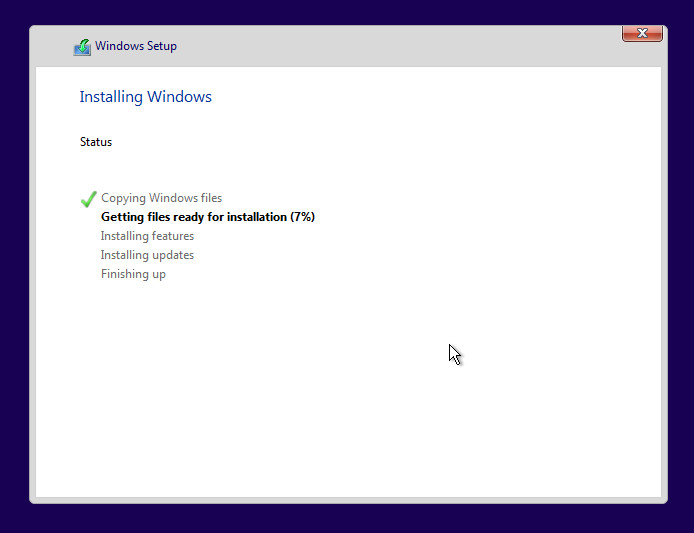 Windows Setup
Installing Windows
Status
Copying Windows files
Getting files ready for installation (7%)
Installing features
Installing updates
Finishing up